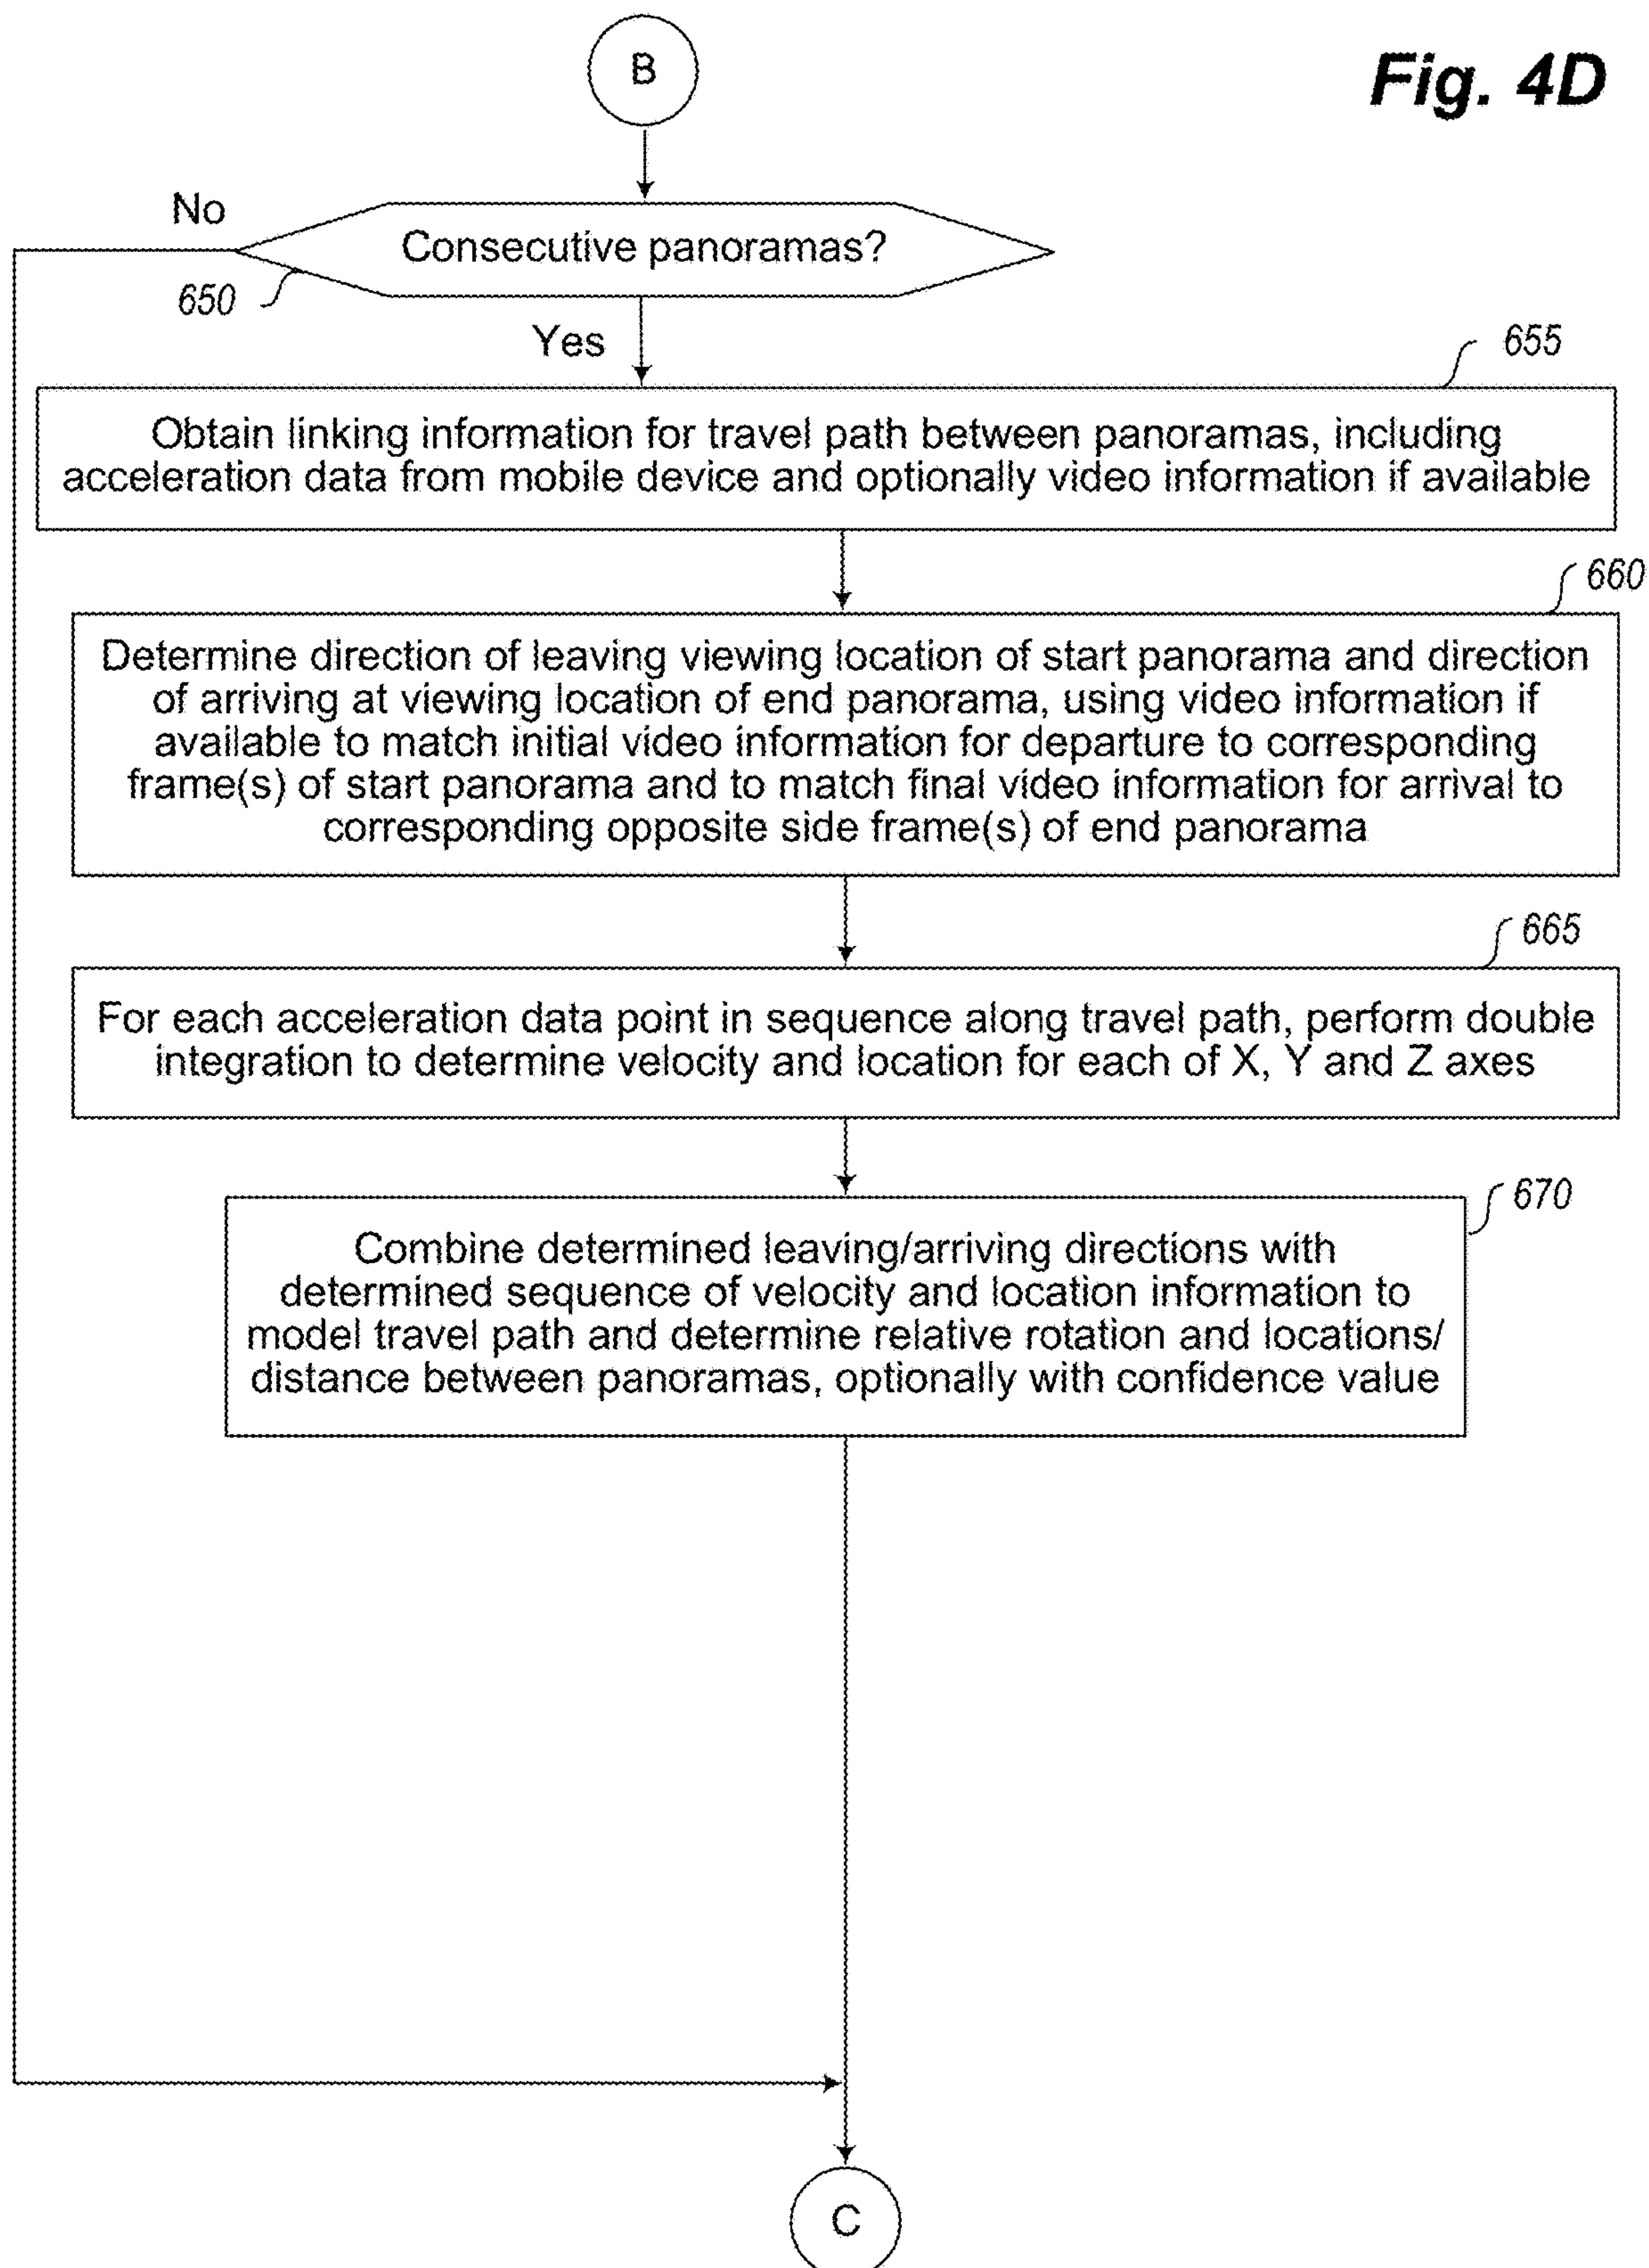 B
Fig. 4D
No
Consecutive panoramas?
650
Yes
655
Obtain linking information for travel path between panoramas, including
acceleration data from mobile device and optionally video information if available
660
Determine direction of leaving viewing location of start panorama and direction
of arriving at viewing location of end panorama, using video information if
available to match initial video information for departure to corresponding
frame(s) of start panorama and to match final video information for arrival to
corresponding opposite side frame(s) of end panorama
665
For each acceleration data point in sequence along travel path, perform double
integration to determine velocity and location for each of X, Y and Z axes
670
Combine determined leaving/arriving directions with
determined sequence of velocity and location information to
model travel path and determine relative rotation and locations/
distance between panoramas, optionally with confidence value
C